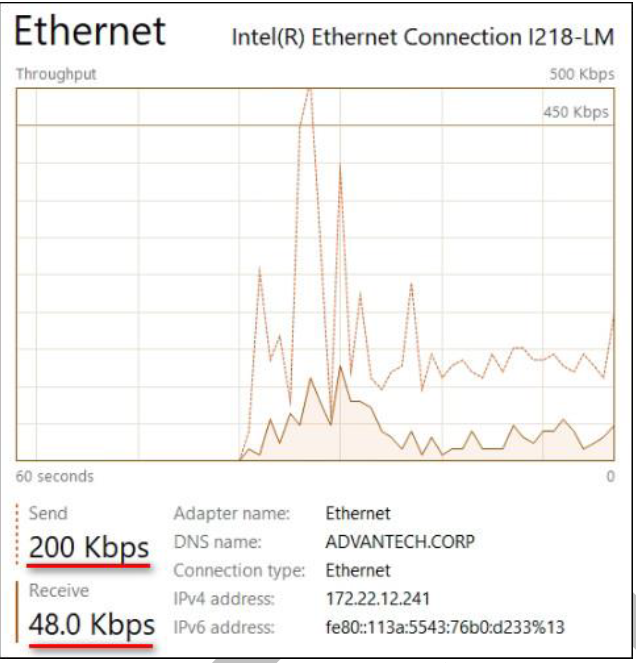 Ethernet
Intel(R) Ethernet Connection I218-LM
Throughput
500 Kbps
450 Kbps
60 seconds
0
Send
200 Kbps
Receive
48.0 Kbps
Adapter name: Ethernet
DNS name: ADVANTECH.CORP
Connection type: Ethernet
IPv4 address: 172.22.12.241
IPv6 address: fe80::113a:5543:76b0:d233%13